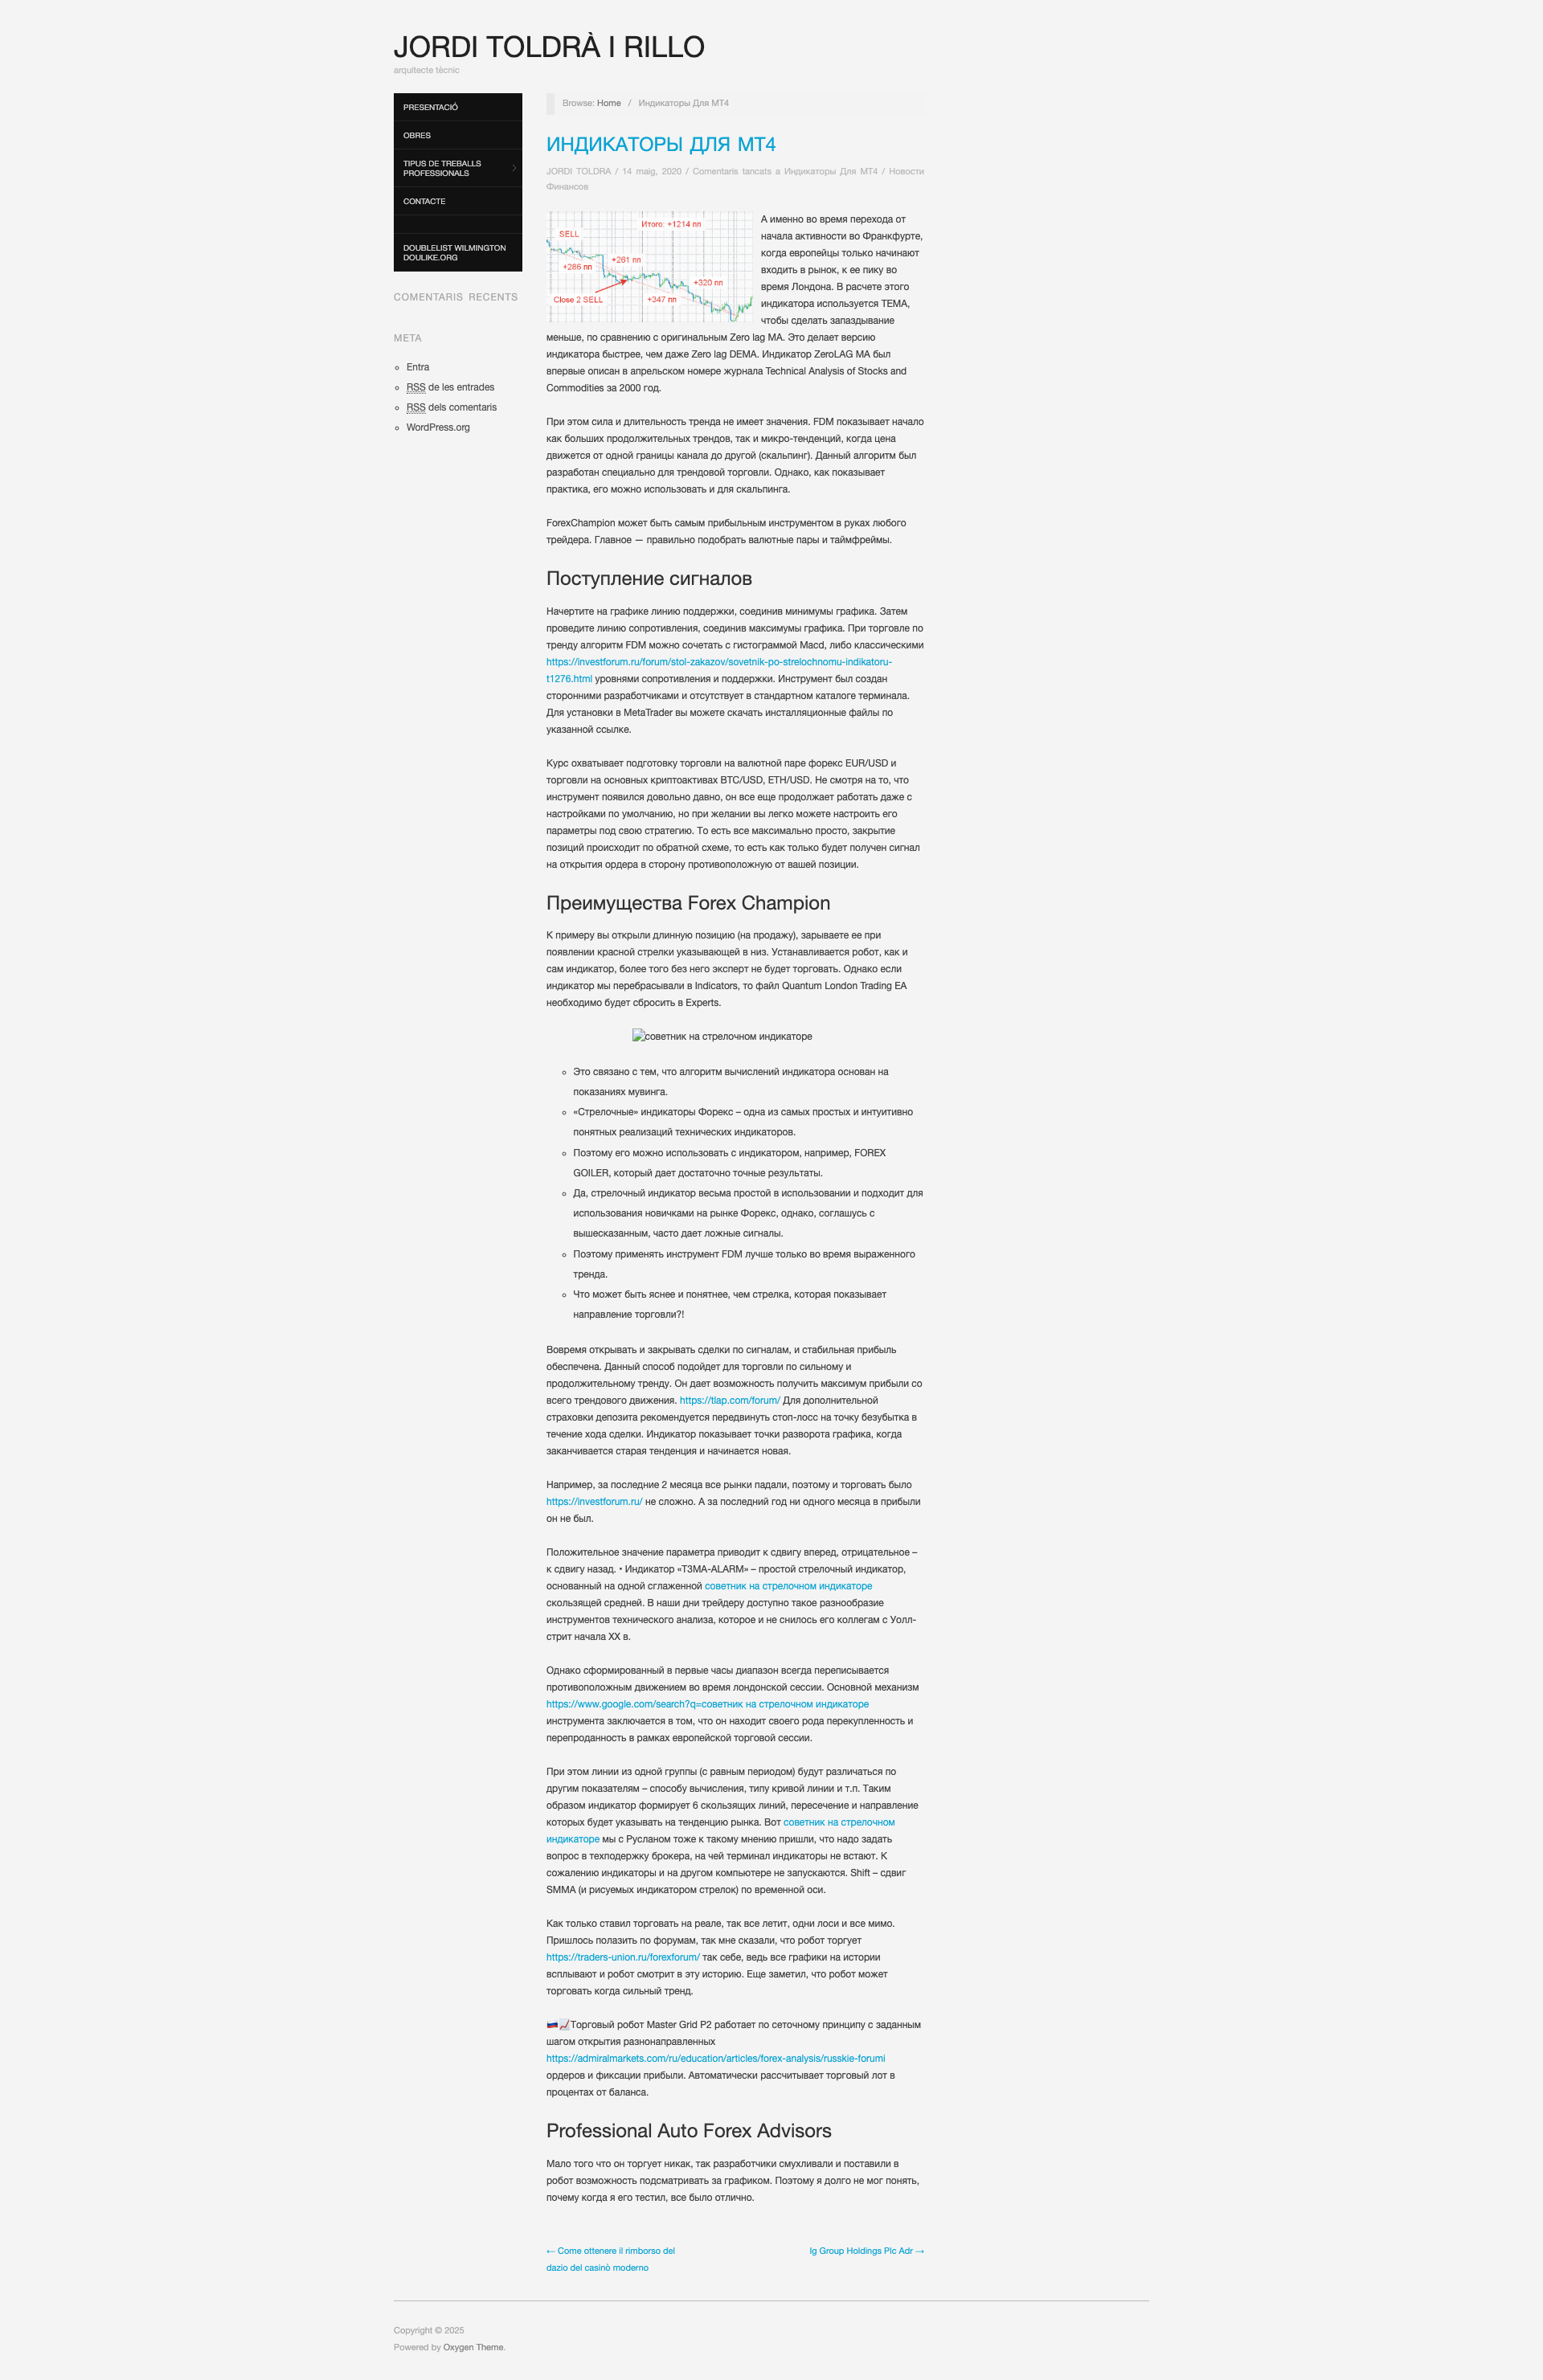 JORDI TOLDRÀ I RILLO
arquitecte tècnic
PRESENTACIÓ
OBRES
TIPUS DE TREBALLS
PROFESSIONALS
CONTACTE
DOUBLELIST WILMINGTON
DOULIKE.ORG
COMENTARIS RECENTS
META
Entra
RSS de les entrades
RSS dels comentaris
WordPress.org
Browse: Home / Индикаторы Для МТ4
ИНДИКАТОРЫ ДЛЯ МТ4
JORDI TOLDRA / 14 maig, 2020 / Comentaris tancats a Индикаторы Для МТ4 / Новости
Финансов
Итого: +1214 пп
SELL
+261 пп
+286 пп
+320 пп
Close 2 SELL
+347 пп
А именно во время перехода от
начала активности во Франкфурте,
когда европейцы только начинают
входить в рынок, к ее пику во
время Лондона. В расчете этого
индикатора используется TEMA,
чтобы сделать запаздывание
меньше, по сравнению с оригинальным Zero lag MA. Это делает версию
индикатора быстрее, чем даже Zero lag DEMA. Индикатор ZeroLAG MA был
впервые описан в апрельском номере журнала Technical Analysis of Stocks and
Commodities за 2000 год.
При этом сила и длительность тренда не имеет значения. FDM показывает начало
как больших продолжительных трендов, так и микро-тенденций, когда цена
движется от одной границы канала до другой (скальпинг). Данный алгоритм был
разработан специально для трендовой торговли. Однако, как показывает
практика, его можно использовать и для скальпинга.
ForexChampion может быть самым прибыльным инструментом в руках любого
трейдера. Главное — правильно подобрать валютные пары и таймфреймы.
Поступление сигналов
Начертите на графике линию поддержки, соединив минимумы графика. Затем
проведите линию сопротивления, соединив максимумы графика. При торговле по
тренду алгоритм FDM можно сочетать с гистограммой Macd, либо классическими
https://investforum.ru/forum/stol-zakazov/sovetnik-po-strelochnomu-indikatoru-
t1276.html уровнями сопротивления и поддержки. Инструмент был создан
сторонними разработчиками и отсутствует в стандартном каталоге терминала.
Для установки в MetaTrader вы можете скачать инсталляционные файлы по
указанной ссылке.
Курс охватывает подготовку торговли на валютной паре форекс EUR/USD и
торговли на основных криптоактивах BTC/USD, ETH/USD. Не смотря на то, что
инструмент появился довольно давно, он все еще продолжает работать даже с
настройками по умолчанию, но при желании вы легко можете настроить его
параметры под свою стратегию. То есть все максимально просто, закрытие
позиций происходит по обратной схеме, то есть как только будет получен сигнал
на открытия ордера в сторону противоположную от вашей позиции.
Преимущества Forex Champion
К примеру вы открыли длинную позицию (на продажу), зарываете ее при
появлении красной стрелки указывающей в низ. Устанавливается робот, как и
сам индикатор, более того без него эксперт не будет торговать. Однако если
индикатор мы перебрасывали в Indicators, то файл Quantum London Trading EA
необходимо будет сбросить в Experts.
советник на стрелочном индикаторе
Это связано с тем, что алгоритм вычислений индикатора основан на
показаниях мувинга.
«Стрелочные» индикаторы Форекс – одна из самых простых и интуитивно
понятных реализаций технических индикаторов.
Поэтому его можно использовать с индикатором, например, FOREX
GOILER, который дает достаточно точные результаты.
Да, стрелочный индикатор весьма простой в использовании и подходит для
использования новичками на рынке Форекс, однако, соглашусь с
вышесказанным, часто дает ложные сигналы.
Поэтому применять инструмент FDM лучше только во время выраженного
тренда.
Что может быть яснее и понятнее, чем стрелка, которая показывает
направление торговли?!
Вовремя открывать и закрывать сделки по сигналам, и стабильная прибыль
обеспечена. Данный способ подойдет для торговли по сильному и
продолжительному тренду. Он дает возможность получить максимум прибыли со
всего трендового движения. https://tlap.com/forum/ Для дополнительной
страховки депозита рекомендуется передвинуть стоп-лосс на точку безубытка в
течение хода сделки. Индикатор показывает точки разворота графика, когда
заканчивается старая тенденция и начинается новая.
Например, за последние 2 месяца все рынки падали, поэтому и торговать было
https://investforum.ru/ не сложно. А за последний год ни одного месяца в прибыли
он не был.
Положительное значение параметра приводит к сдвигу вперед, отрицательное –
к сдвигу назад. • Индикатор «T3MA-ALARM» – простой стрелочный индикатор,
основанный на одной сглаженной советник на стрелочном индикаторе
скользящей средней. В наши дни трейдеру доступно такое разнообразие
инструментов технического анализа, которое и не снилось его коллегам с Уолл-
стрит начала XX в.
Однако сформированный в первые часы диапазон всегда переписывается
противоположным движением во время лондонской сессии. Основной механизм
https://www.google.com/search?q=советник на стрелочном индикаторе
инструмента заключается в том, что он находит своего рода перекупленность и
перепроданность в рамках европейской торговой сессии.
При этом линии из одной группы (с равным периодом) будут различаться по
другим показателям – способу вычисления, типу кривой линии и т.п. Таким
образом индикатор формирует 6 скользящих линий, пересечение и направление
которых будет указывать на тенденцию рынка. Вот советник на стрелочном
индикаторе мы с Русланом тоже к такому мнению пришли, что надо задать
вопрос в техподержку брокера, на чей терминал индикаторы не встают. К
сожалению индикаторы и на другом компьютере не запускаются. Shift – сдвиг
SMMA (и рисуемых индикатором стрелок) по временной оси.
Как только ставил торговать на реале, так все летит, одни лоси и все мимо.
Пришлось полазить по форумам, так мне сказали, что робот торгует
https://traders-union.ru/forexforum/ так себе, ведь все графики на истории
всплывают и робот смотрит в эту историю. Еще заметил, что робот может
торговать когда сильный тренд.
🇷🇺📈Торговый робот Master Grid P2 работает по сеточному принципу с заданным
шагом открытия разнонаправленных
https://admiralmarkets.com/ru/education/articles/forex-analysis/russkie-forumi
ордеров и фиксации прибыли. Автоматически рассчитывает торговый лот в
процентах от баланса.
Professional Auto Forex Advisors
Мало того что он торгует никак, так разработчики смухливали и поставили в
робот возможность подсматривать за графиком. Поэтому я долго не мог понять,
почему когда я его тестил, все было отлично.
← Come ottenere il rimborso del
dazio del casinò moderno
Ig Group Holdings Plc Adr →
Copyright © 2025
Powered by Oxygen Theme.